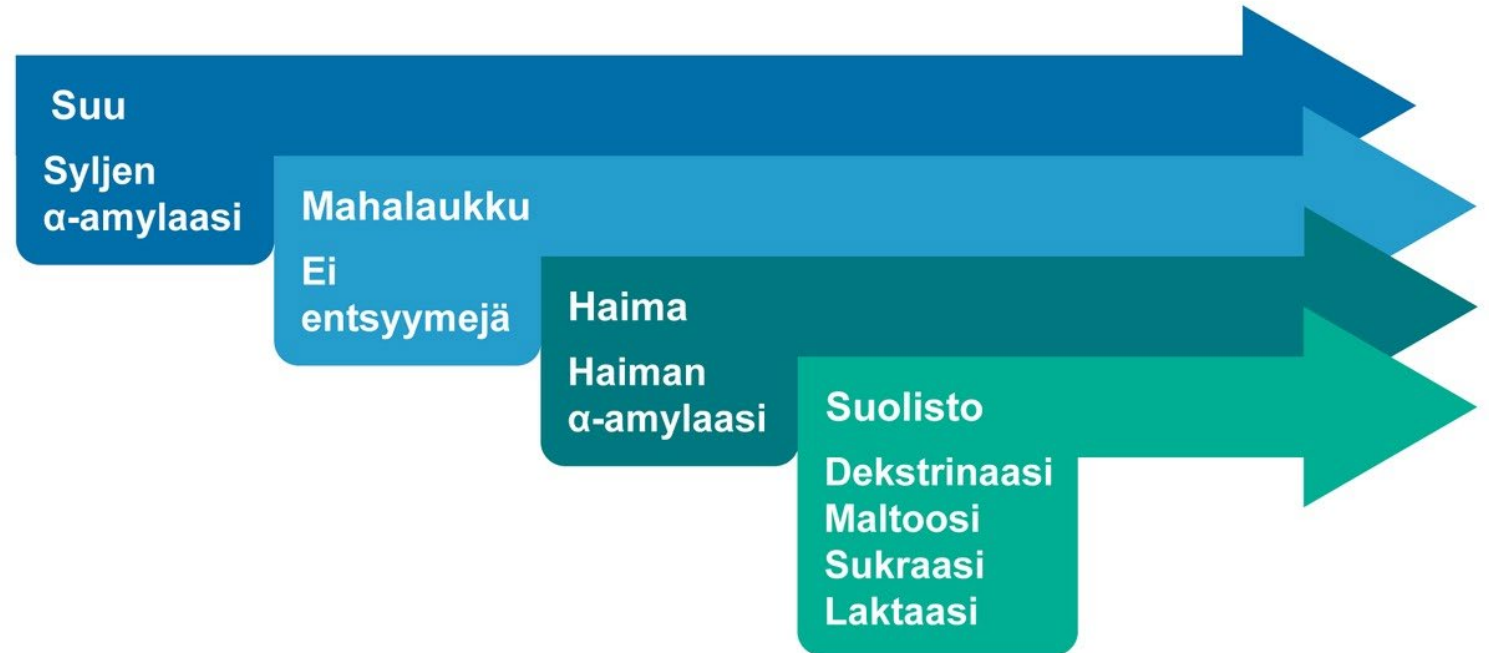 Suu
Syljen
α-amylaasi
Mahalaukku
Ei
entsyymejä
Haima
Haiman
α-amylaasi
Suolisto
Dekstrinaasi
Maltoosi
Sukraasi
Laktaasi